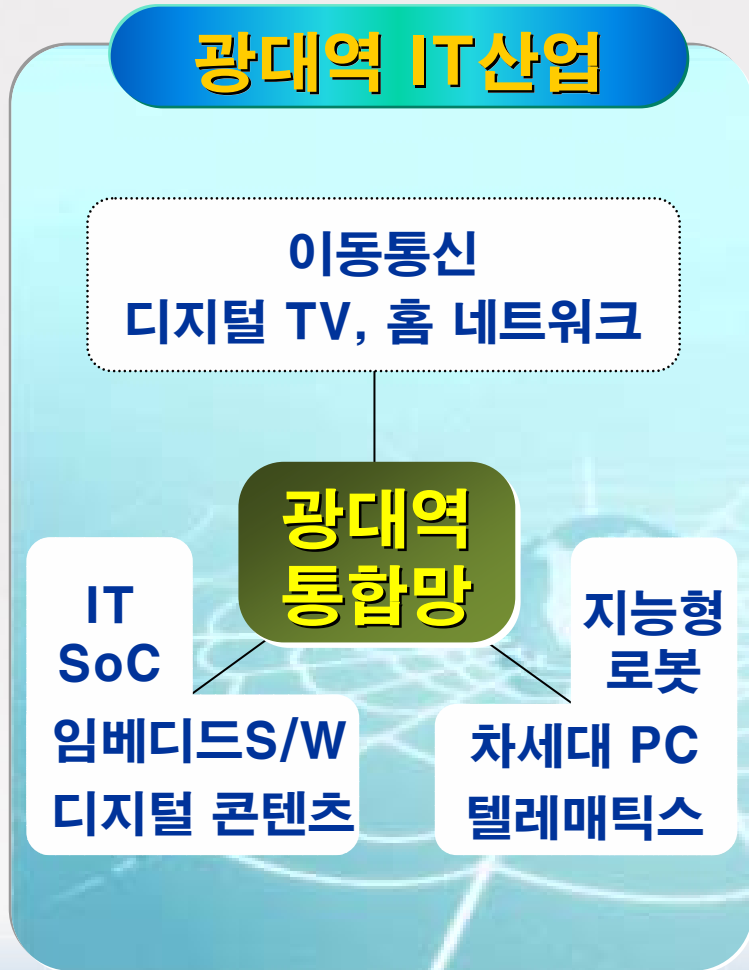 광대역 IT산업
이동통신
디지털 TV, 홈 네트워크
광대역
통합망
IT
SoC
임베디드S/W
디지털 콘텐츠
지능형
로봇
차세대 PC
텔레매틱스